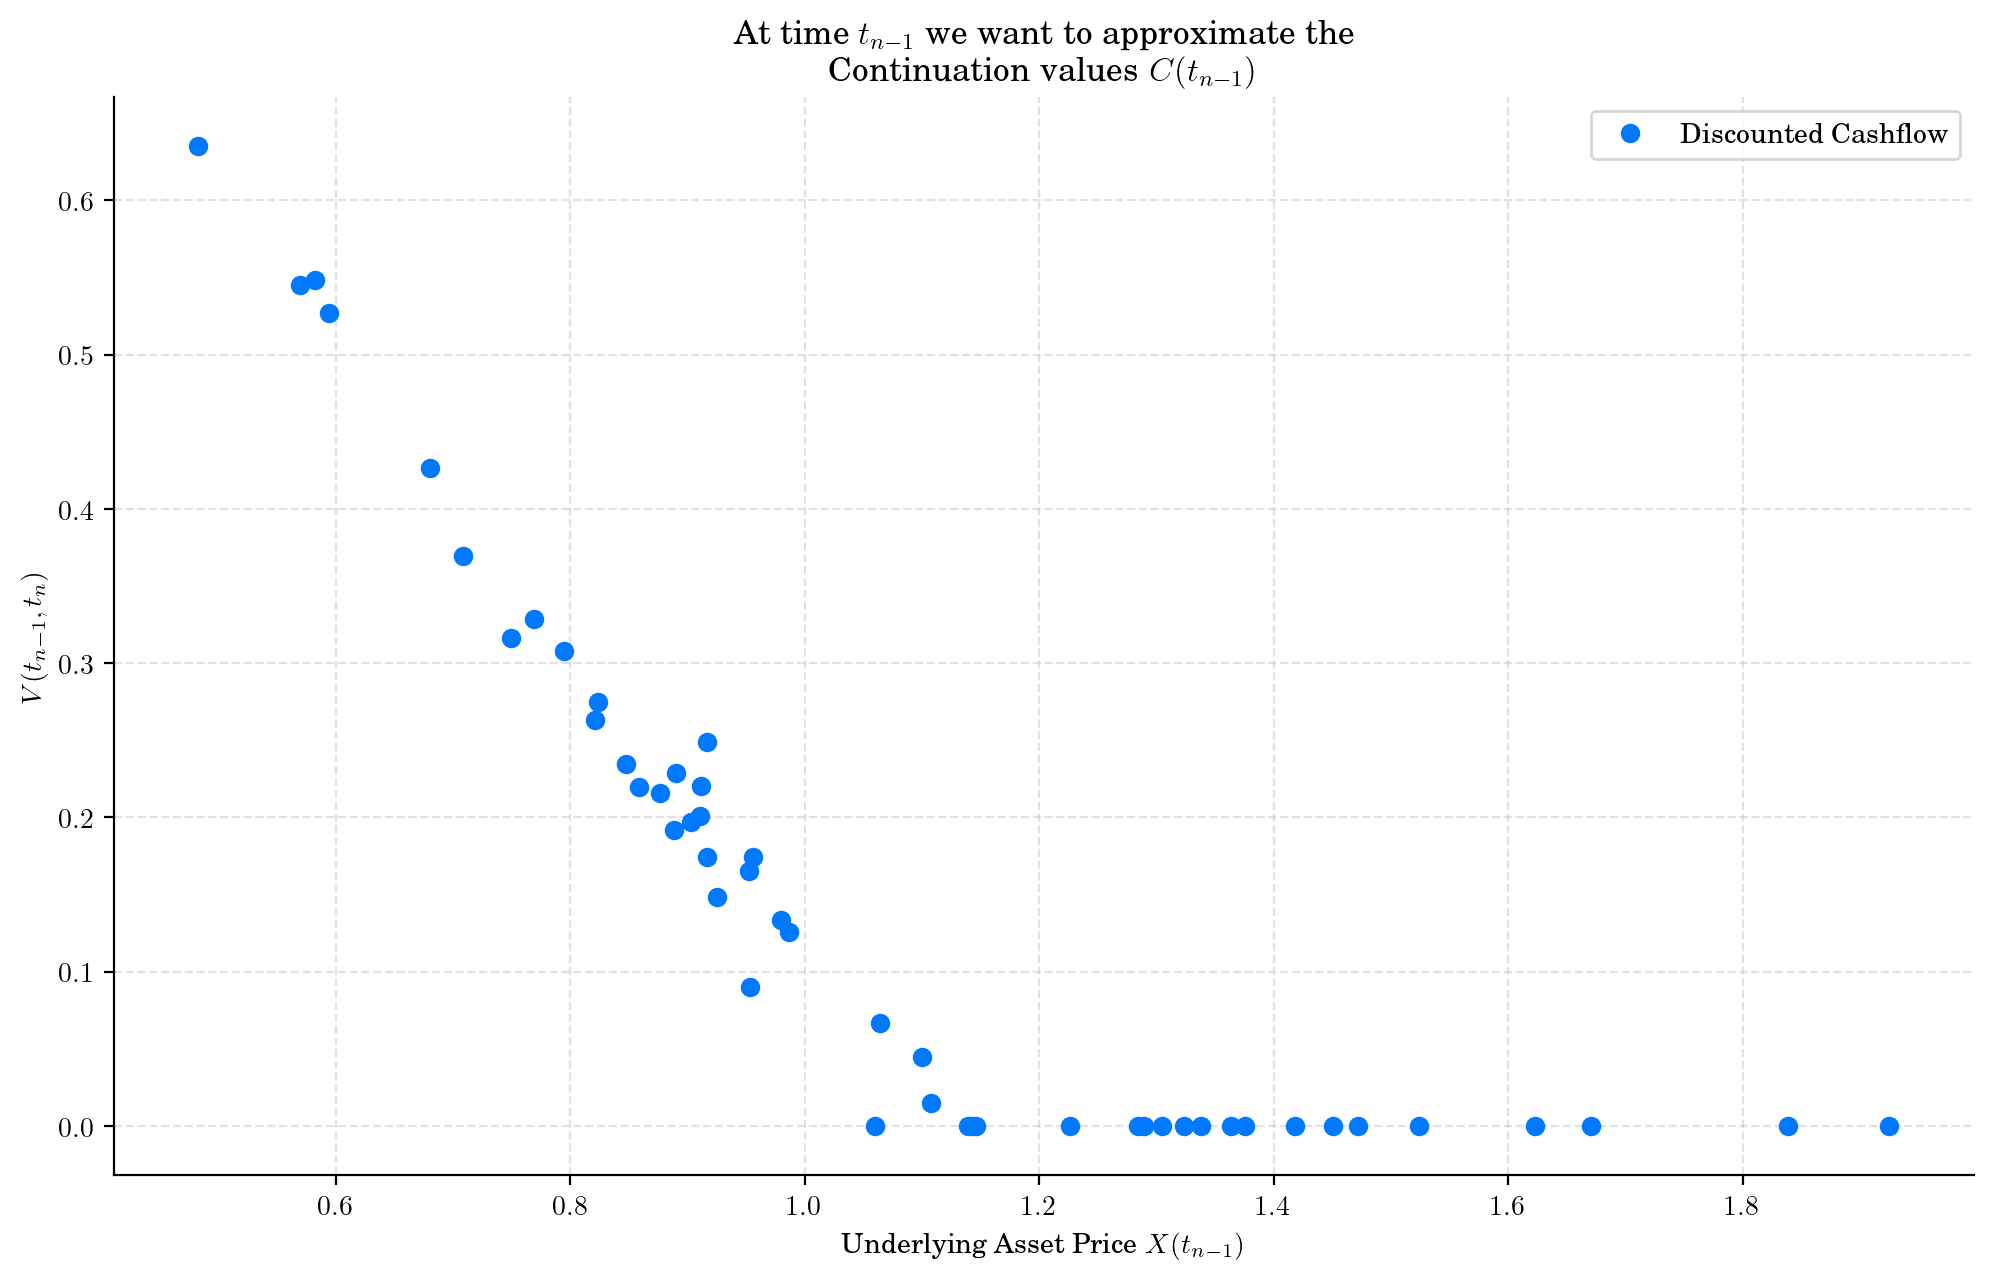 At time $t_{n-1}$ we want to approximate the
Continuation values $C(t_{n-1})$
Discounted Cashflow
0.6
0.5
0.4
0.3
0.2
0.1
0.0
$V(t_{n-1}, t_n)$
0.6 0.8 1.0 1.2 1.4 1.6 1.8
Underlying Asset Price $X(t_{n-1})$